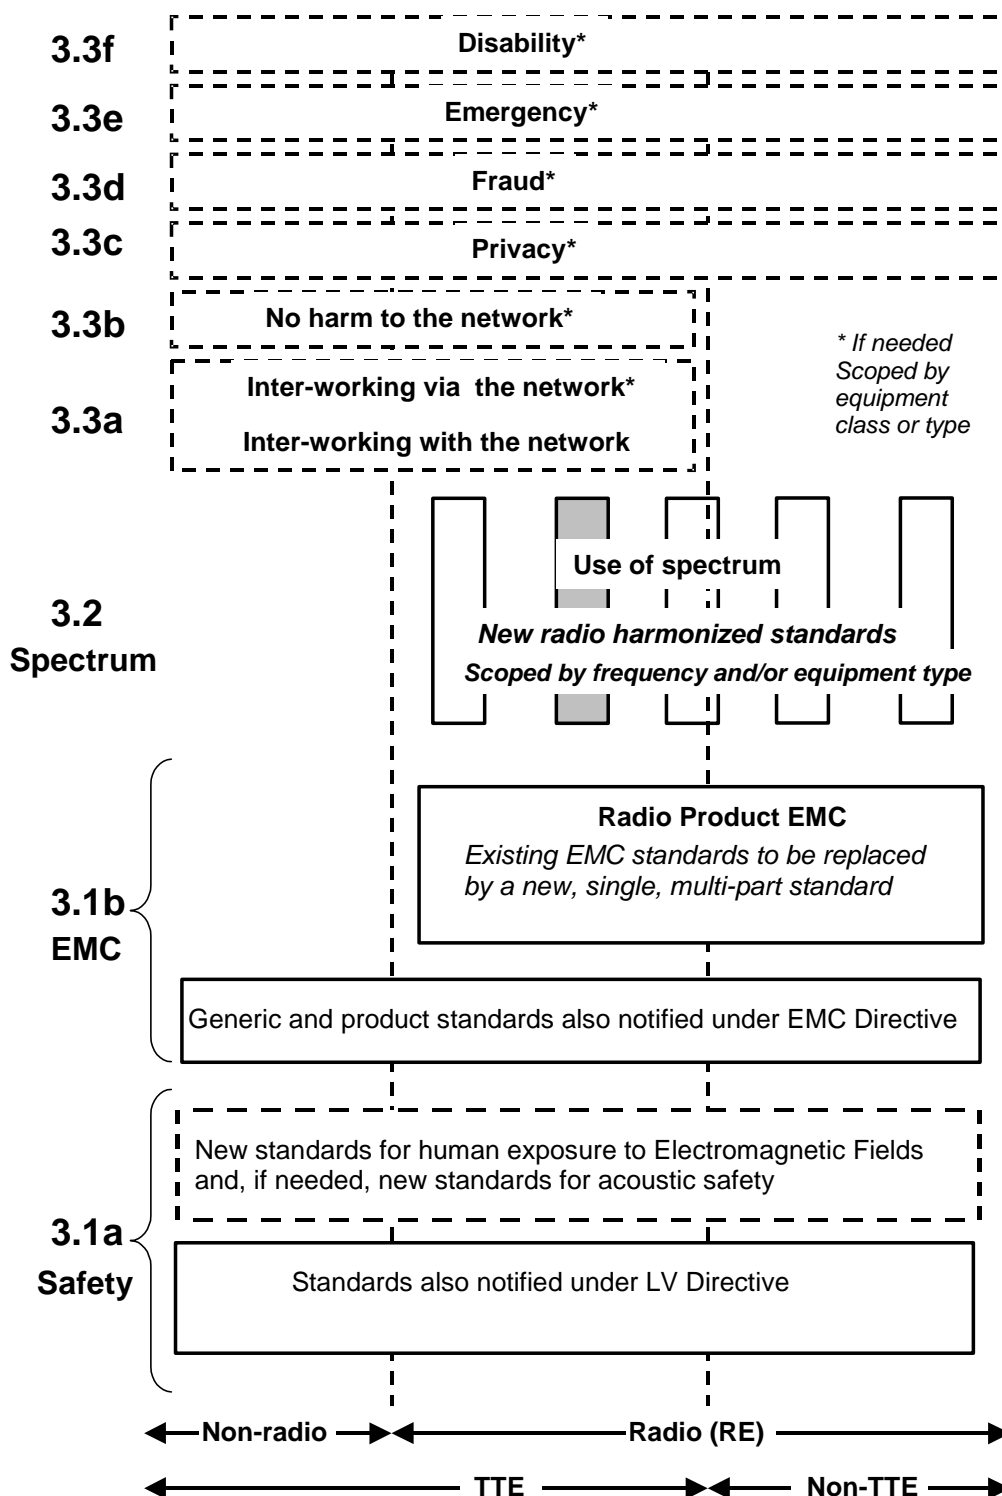 3.3f
Disability*
3.3e
Emergency*
3.3d
Fraud*
3.3c
Privacy*
3.3b
No harm to the network*
3.3a
Inter-working via the network*
Inter-working with the network
* If needed
Scoped by
equipment
class or type
3.2
Spectrum
Use of spectrum
New radio harmonized standards
Scoped by frequency and/or equipment type
3.1b
EMC
Radio Product EMC
Existing EMC standards to be replaced
by a new, single, multi-part standard
Generic and product standards also notified under EMC Directive
3.1a
Safety
New standards for human exposure to Electromagnetic Fields
and, if needed, new standards for acoustic safety
Standards also notified under LV Directive
Non-radio
Radio (RE)
TTE
Non-TTE